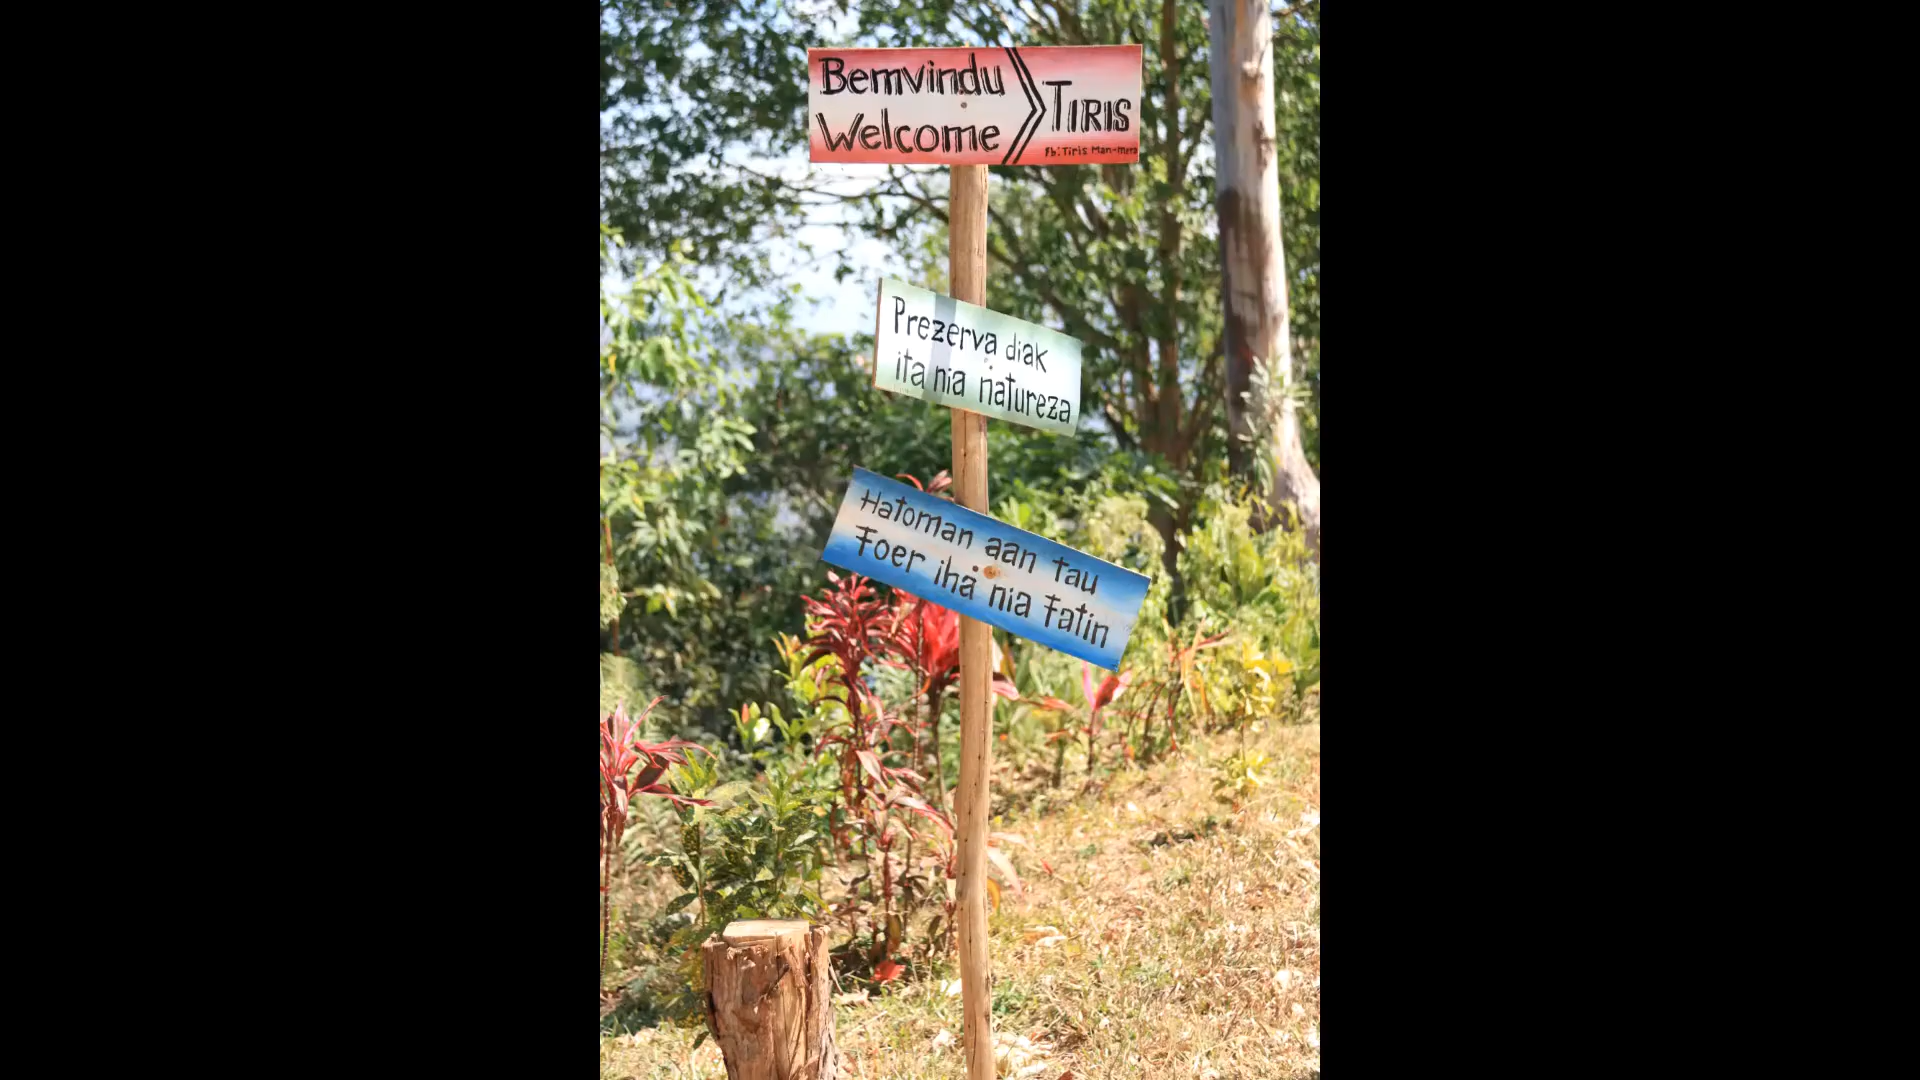 Bemvindu
Welcome
TIRIS
Fb: Tiris Man-mera
Prezerva diak
ita nia natureza
Hatoman aan tau
Foer iha nia fatin